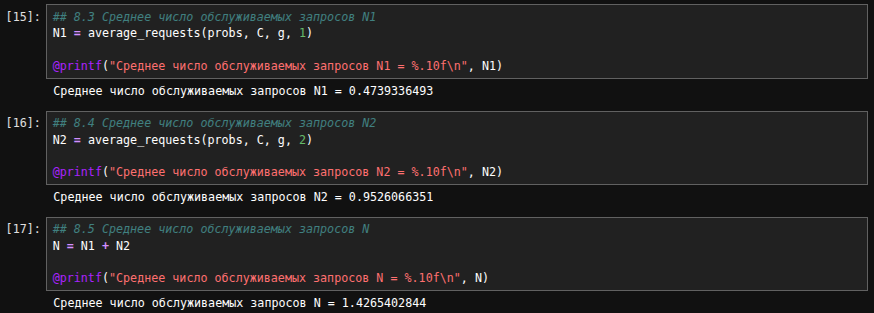 [15]: ## 8.3 Среднее число обслуживаемых запросов N1
N1 = average_requests(probs, C, g, 1)
@printf("Среднее число обслуживаемых запросов N1 = %.10f\n", N1)
Среднее число обслуживаемых запросов N1 = 0.4739336493
[16]: ## 8.4 Среднее число обслуживаемых запросов N2
N2 = average_requests(probs, C, g, 2)
@printf("Среднее число обслуживаемых запросов N2 = %.10f\n", N2)
Среднее число обслуживаемых запросов N2 = 0.9526066351
[17]: ## 8.5 Среднее число обслуживаемых запросов N
N = N1 + N2
@printf("Среднее число обслуживаемых запросов N = %.10f\n", N)
Среднее число обслуживаемых запросов N = 1.4265402844